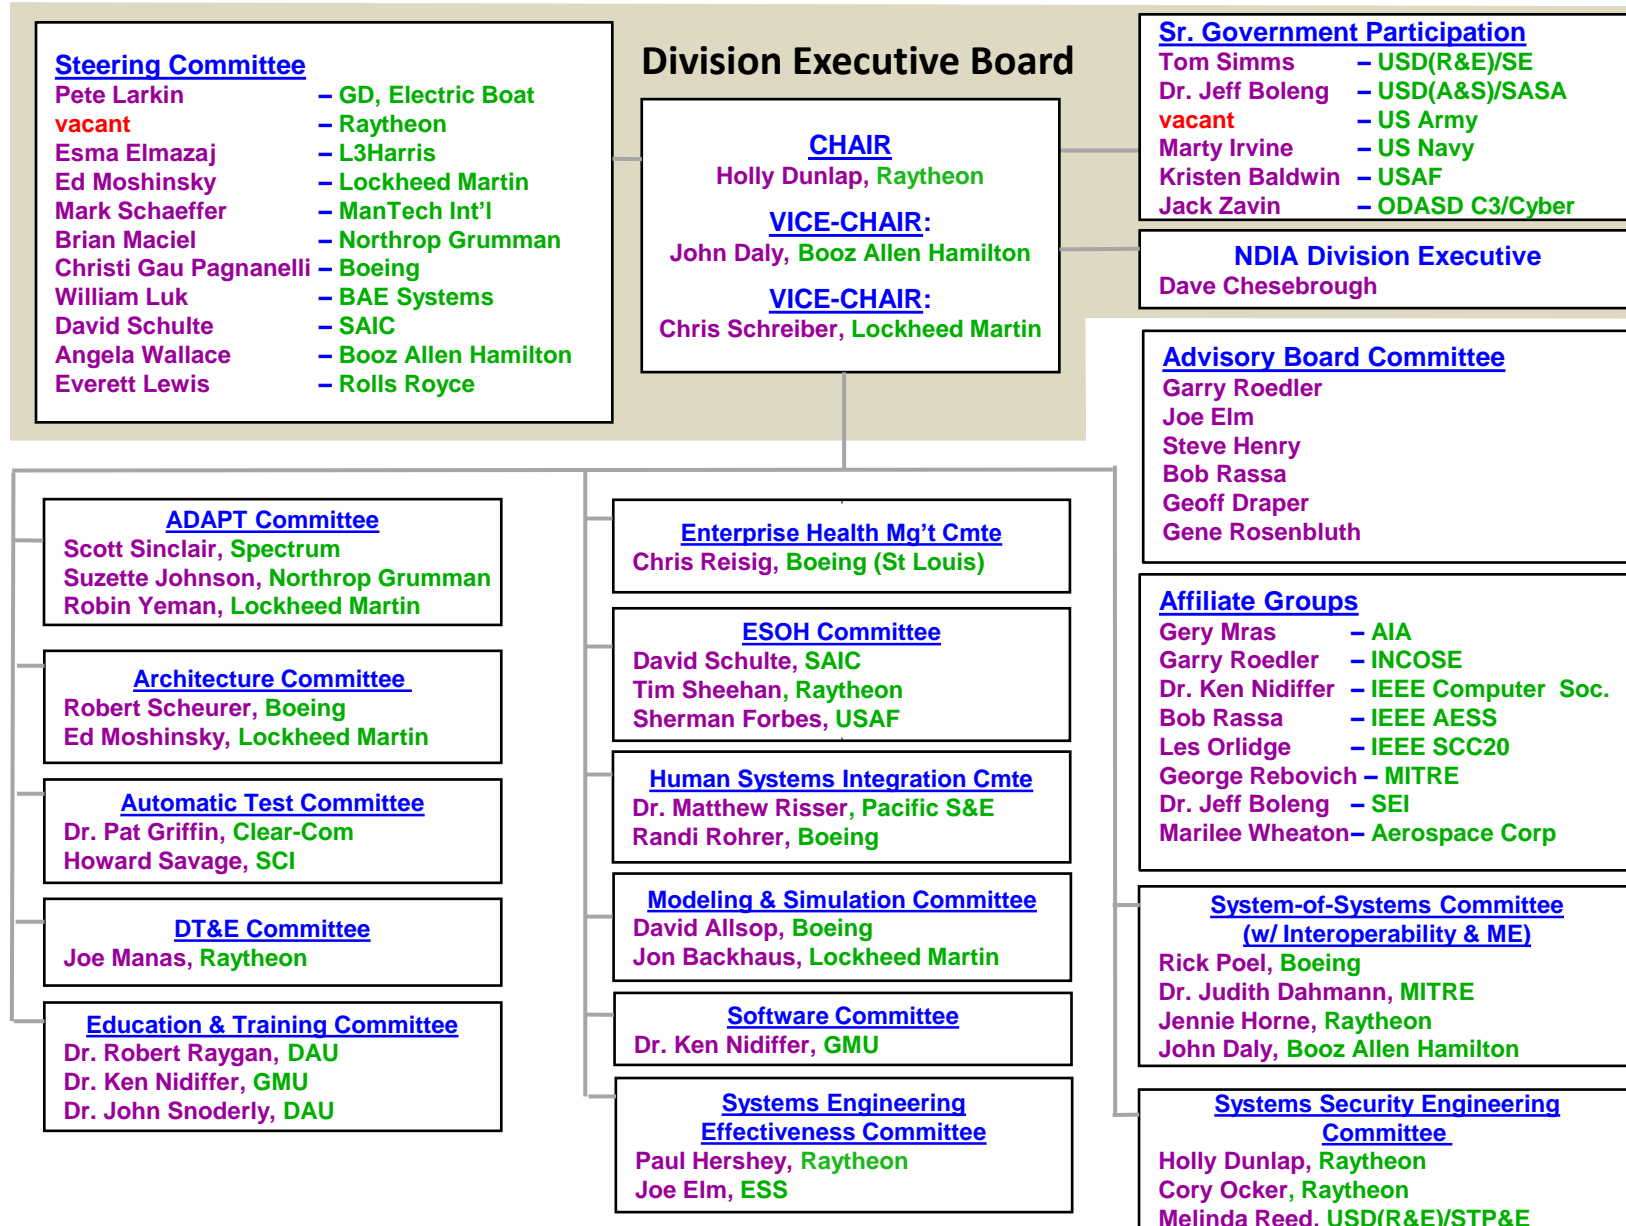 Division Executive Board
Steering Committee
Pete Larkin – GD, Electric Boat
vacant – Raytheon
Esma Elmazaj – L3Harris
Ed Moshinsky – Lockheed Martin
Mark Schaeffer – ManTech Int’l
Brian Maciel – Northrop Grumman
Christi Gau Pagnanelli – Boeing
William Luk – BAE Systems
David Schulte – SAIC
Angela Wallace – Booz Allen Hamilton
Everett Lewis – Rolls Royce
CHAIR
Holly Dunlap, Raytheon
VICE-CHAIR:
John Daly, Booz Allen Hamilton
VICE-CHAIR:
Chris Schreiber, Lockheed Martin
Sr. Government Participation
Tom Simms – USD(R&E)/SE
Dr. Jeff Boleng – USD(A&S)/SASA
vacant – US Army
Marty Irvine – US Navy
Kristen Baldwin – USAF
Jack Zavin – ODASD C3/Cyber
NDIA Division Executive
Dave Chesebrough
Advisory Board Committee
Garry Roedler
Joe Elm
Steve Henry
Bob Rassa
Geoff Draper
Gene Rosenbluth
Affiliate Groups
Gery Mras – AIA
Garry Roedler – INCOSE
Dr. Ken Nidiffer – IEEE Computer Soc.
Bob Rassa – IEEE AESS
Les Orlidge – IEEE SCC20
George Rebovich – MITRE
Dr. Jeff Boleng – SEI
Marilee Wheaton – Aerospace Corp
ADAPT Committee
Scott Sinclair, Spectrum
Suzette Johnson, Northrop Grumman
Robin Yeman, Lockheed Martin
Architecture Committee
Robert Scheurer, Boeing
Ed Moshinsky, Lockheed Martin
Automatic Test Committee
Dr. Pat Griffin, Clear-Com
Howard Savage, SCI
DT&E Committee
Joe Manas, Raytheon
Education & Training Committee
Dr. Robert Raygan, DAU
Dr. Ken Nidiffer, GMU
Dr. John Snoderly, DAU
Enterprise Health Mg't Cmte
Chris Reisig, Boeing (St Louis)
ESOH Committee
David Schulte, SAIC
Tim Sheehan, Raytheon
Sherman Forbes, USAF
Human Systems Integration Cmte
Dr. Matthew Risser, Pacific S&E
Randi Rohrer, Boeing
Modeling & Simulation Committee
David Allsop, Boeing
Jon Backhaus, Lockheed Martin
Software Committee
Dr. Ken Nidiffer, GMU
Systems Engineering
Effectiveness Committee
Paul Hershey, Raytheon
Joe Elm, ESS
System-of-Systems Committee
(w/ Interoperability & ME)
Rick Poel, Boeing
Dr. Judith Dahmann, MITRE
Jennie Horne, Raytheon
John Daly, Booz Allen Hamilton
Systems Security Engineering
Committee
Holly Dunlap, Raytheon
Cory Ocker, Raytheon
Melinda Reed, USD(R&E)/STP&E